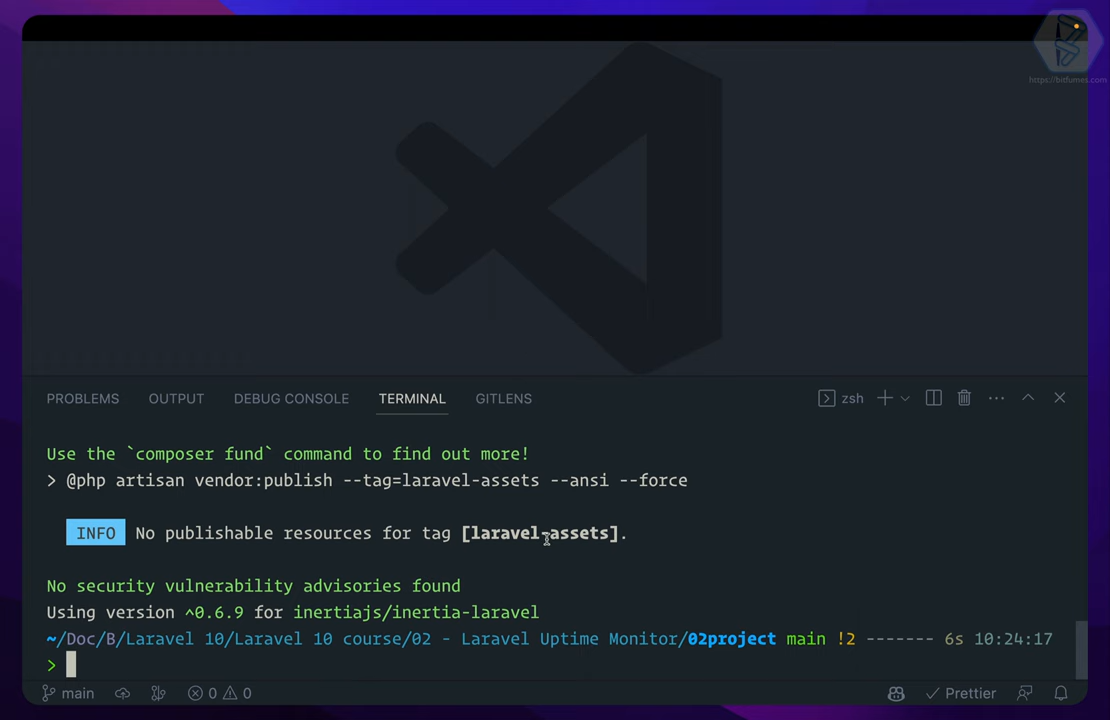 https://bitfumes.com
PROBLEMS OUTPUT DEBUG CONSOLE TERMINAL GITLENS zsh
Use the `composer fund` command to find out more!
> @php artisan vendor:publish --tag=laravel-assets --ansi --force
INFO No publishable resources for tag [laravel-assets].
No security vulnerability advisories found
Using version ^0.6.9 for inertiajs/inertia-laravel
~/Doc/B/Laravel 10/Laravel 10 course/02 - Laravel Uptime Monitor/02project main !2 ------- 6s 10:24:17
>
main 0 0 Prettier